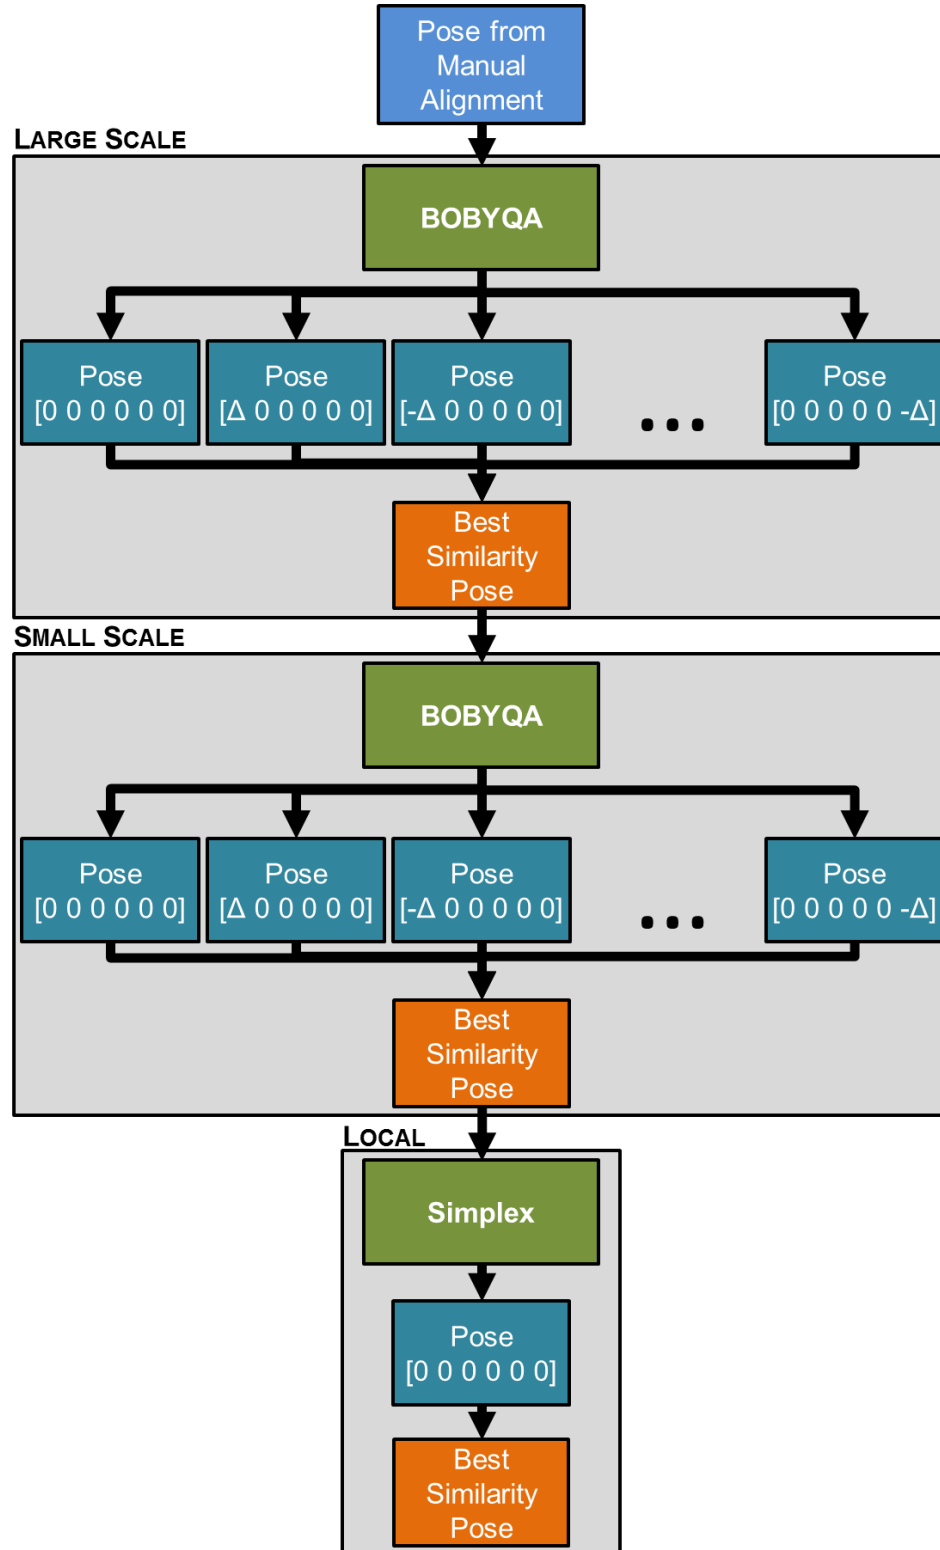 Pose from
Manual
Alignment
LARGE SCALE
BOBYQA
Pose
[0 0 0 0 0 0]
Pose
[Δ 0 0 0 0 0]
Pose
[-Δ 0 0 0 0 0]
...
Pose
[0 0 0 0 0 -Δ]
Best
Similarity
Pose
SMALL SCALE
BOBYQA
Pose
[0 0 0 0 0 0]
Pose
[Δ 0 0 0 0 0]
Pose
[-Δ 0 0 0 0 0]
...
Pose
[0 0 0 0 0 -Δ]
Best
Similarity
Pose
LOCAL
Simplex
Pose
[0 0 0 0 0 0]
Best
Similarity
Pose